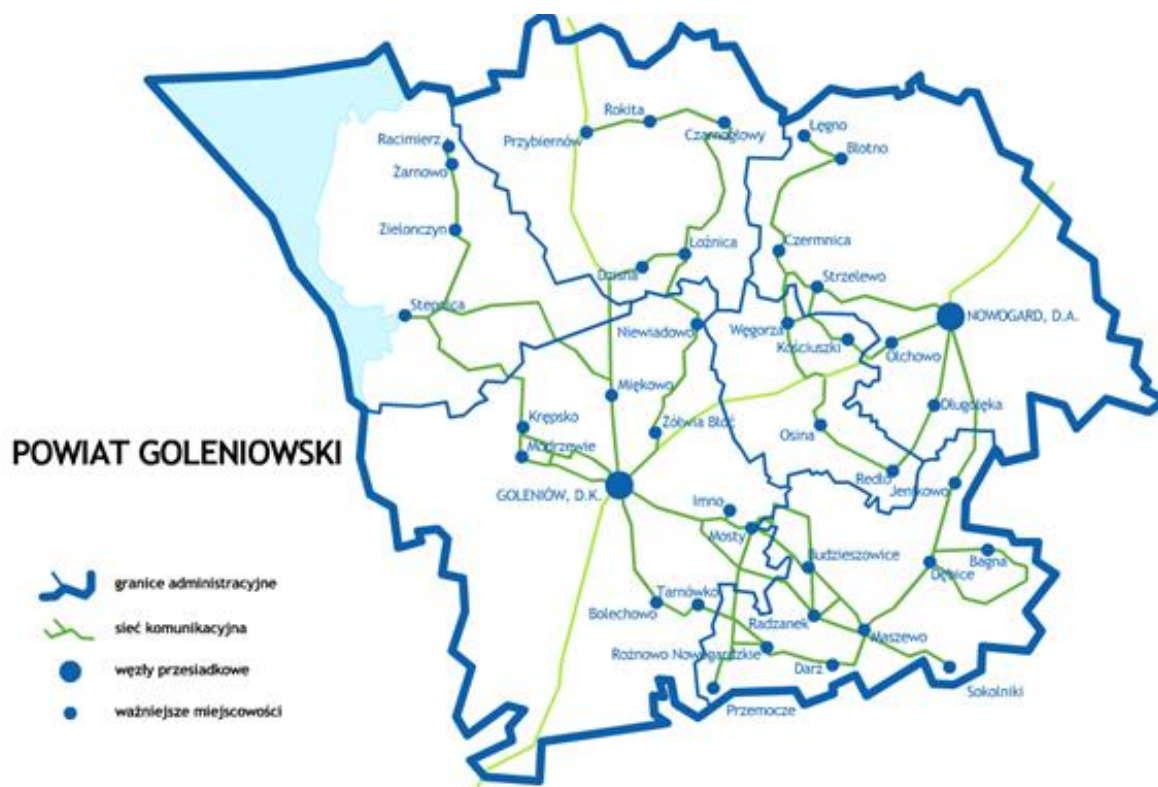 Rokita
Łęgno
Przybiernów
Czarnogłowy
Błotno
Racimierz
Żarnowo
Zielonczyn
Czermnica
Łoźnica
Dzisna
Strzelewo
Stepnica
NOWOGARD, D.A.
Niewiadowo
Węgorza
Kościuszki
Olchowo
Miękowo
Długołęka
Krępsko
Żółwia Błoć
Osina
POWIAT GOLENIOWSKI
Modrzewie
Redło
Jenikowo
GOLENIÓW, D.K.
Imno
Mosty
Budzieszowice
Bagna
Dębice
granice administracyjne
Tarnówko
Bolechowo
Radzanek
sieć komunikacyjna
Maszewo
Rożnowo Nowogardzkie
Darż
węzły przesiadkowe
Sokolniki
Przemocze
ważniejsze miejscowości